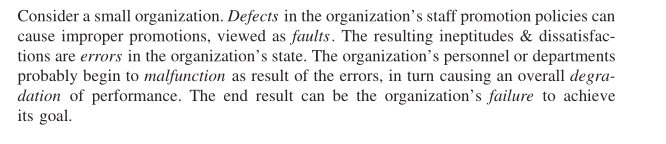 Consider a small organization. Defects in the organization's staff promotion policies can
cause improper promotions, viewed as faults. The resulting ineptitudes & dissatisfac-
tions are errors in the organization's state. The organization's personnel or departments
probably begin to malfunction as result of the errors, in turn causing an overall degra-
dation of performance. The end result can be the organization's failure to achieve
its goal.